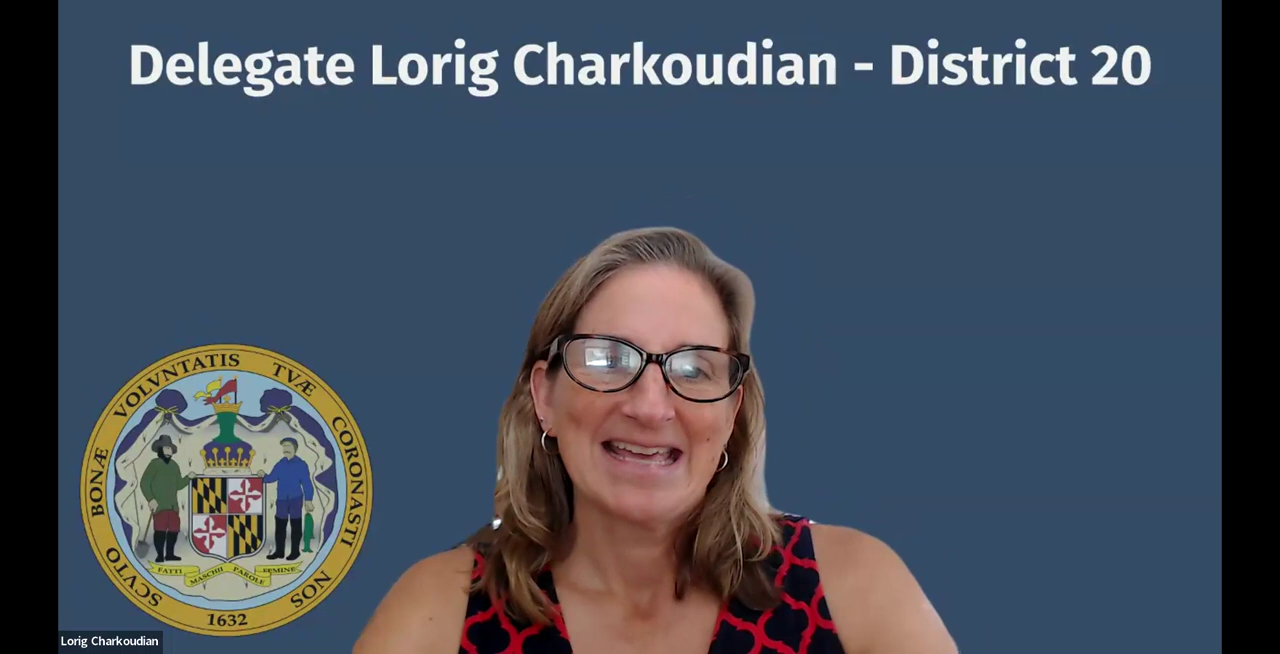 Delegate Lorig Charkoudian - District 20
SCVTO BONÆ VOLVNTATIS TVÆ CORONASTI NOS
FATTI MASCHII PAROLE FEMINE
1632
Lorig Charkoudian